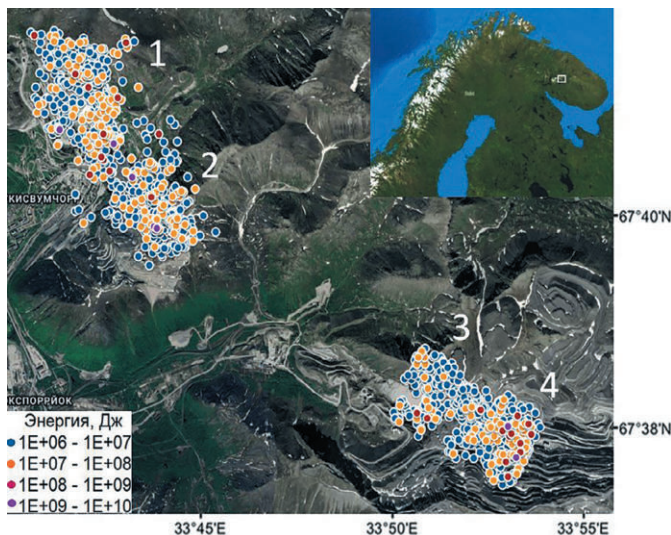 1
2
КИСВУМЧОРР
67°40'N
3
4
КСПОРРЙОК
67°38'N
Энергия, Дж
1E+06 - 1E+07
1E+07 - 1E+08
1E+08 - 1E+09
1E+09 - 1E+10
33°45'E
33°50'E
33°55'E